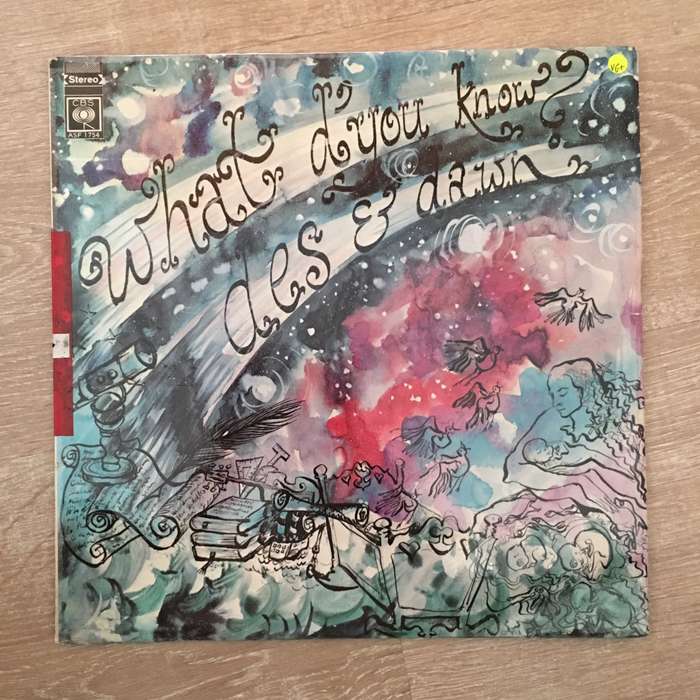 Stereo
CBS
ASF 1754
VG+
What d'you know?
des & dawn